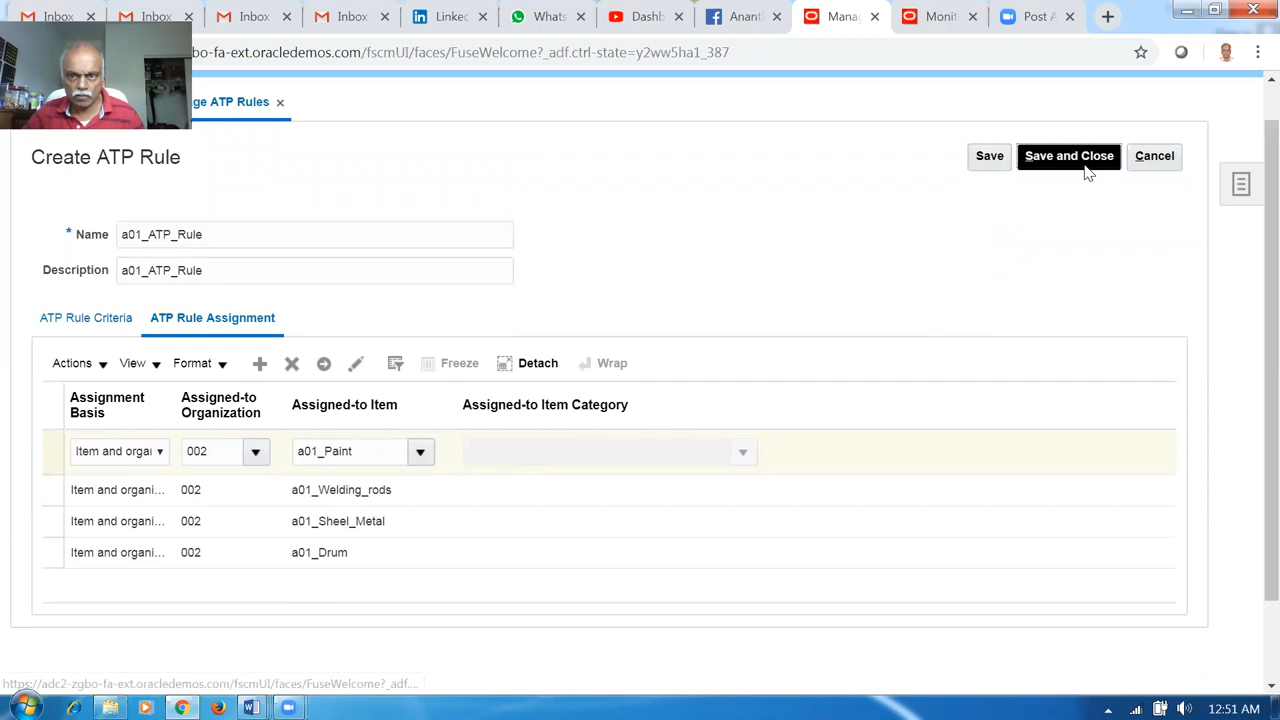 Inbox
Inbox
Inbox
Inbox
Linked
What
Dashb
Anant
Mana
Moni
Post A
bo-fa-ext.oracledemos.com/fscmUI/faces/FuseWelcome?_adf.ctrl-state=y2ww5ha1_387
ge ATP Rules
Create ATP Rule
Save
Save and Close
Cancel
* Name a01_ATP_Rule
Description a01_ATP_Rule
ATP Rule Criteria
ATP Rule Assignment
Actions View Format Freeze Detach Wrap
Assignment Basis
Assigned-to Organization
Assigned-to Item
Assigned-to Item Category
Item and orgai 002 a01_Paint
Item and organi... 002 a01_Welding_rods
Item and organi... 002 a01_Sheel_Metal
Item and organi... 002 a01_Drum
https://adc2-zgbo-fa-ext.oracledemos.com/fscmUI/faces/FuseWelcome?_adf....
12:51 AM